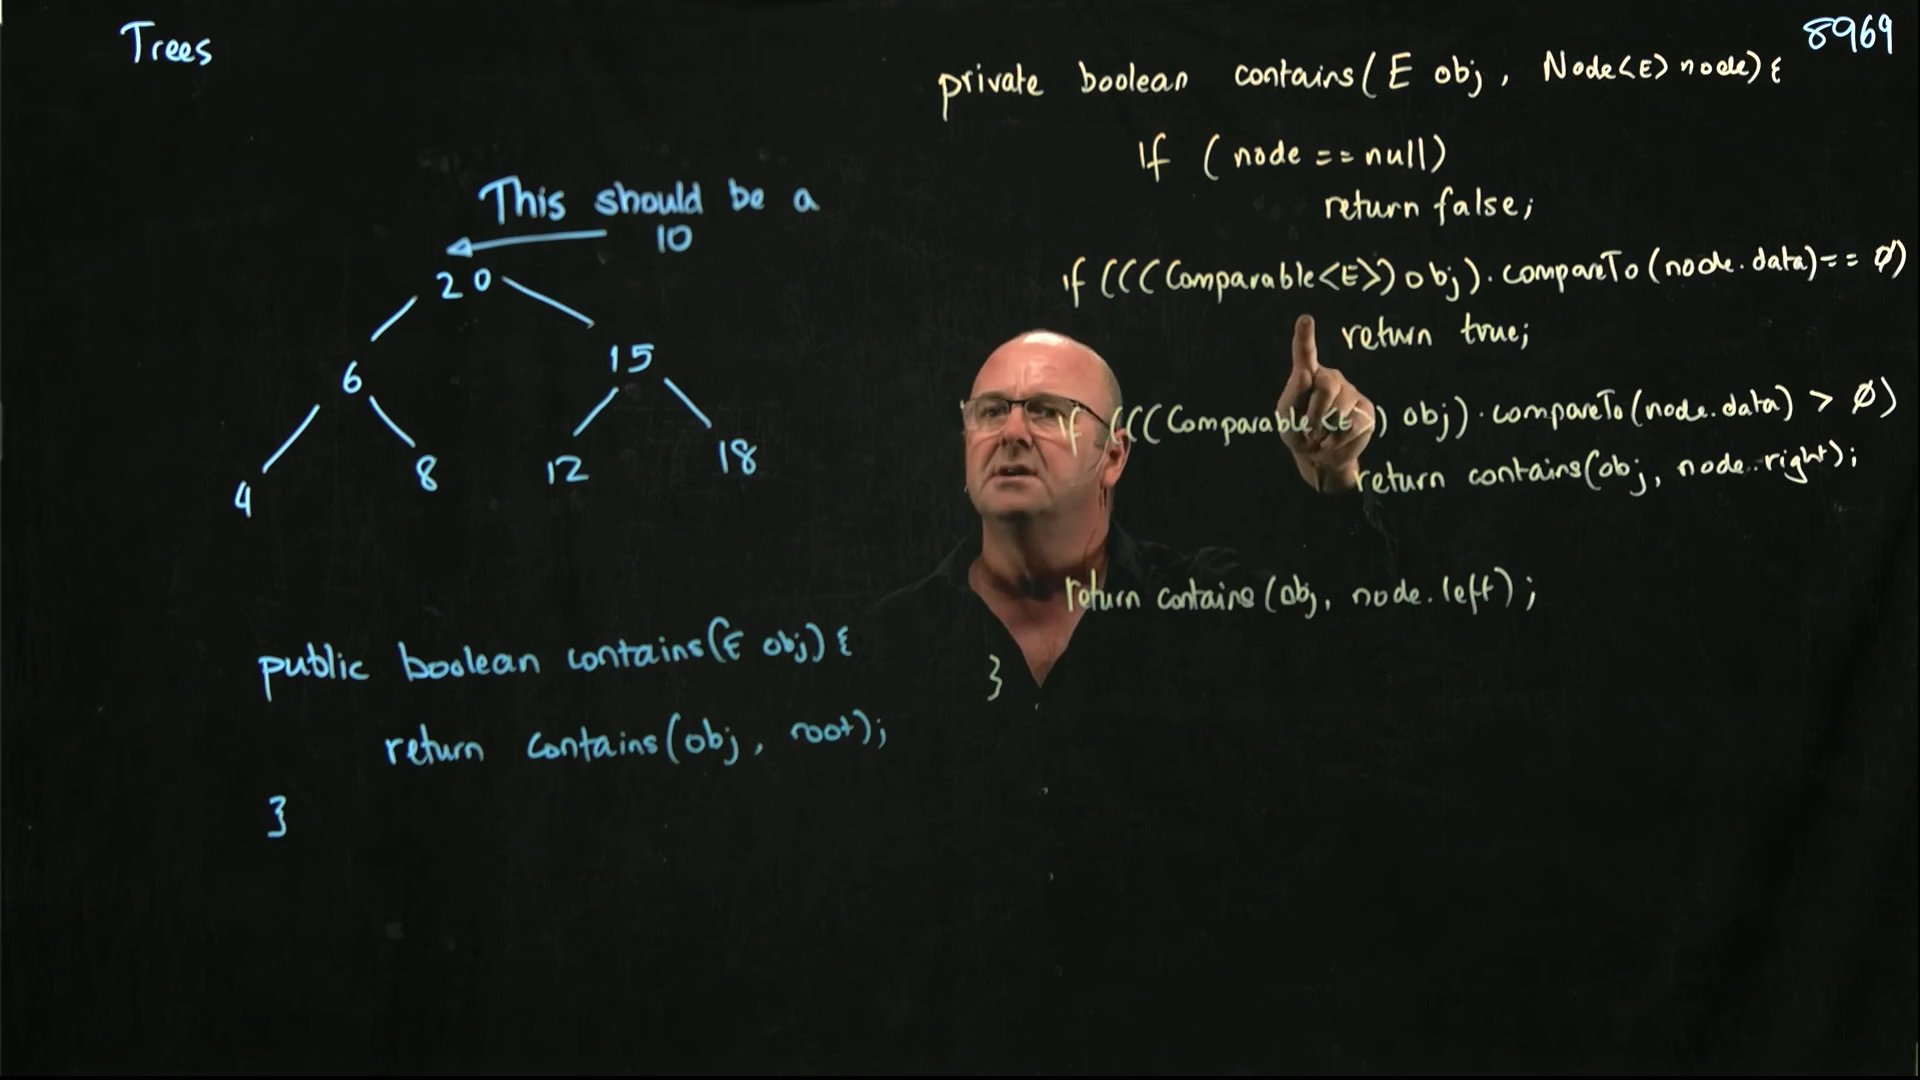 Trees
8969
This should be a
10
20
6
15
4
8
12
18
public boolean contains(E obj){
return contains(obj, root);
}
private boolean contains(E obj, Node<E> node){
If (node == null)
return false;
if (((Comparable<E>) obj).compareTo(node.data)== 0)
return true;
if (((Comparable<E>) obj).compareTo(node.data) > 0)
return contains(obj, node.right);
return contains(obj, node.left);
}